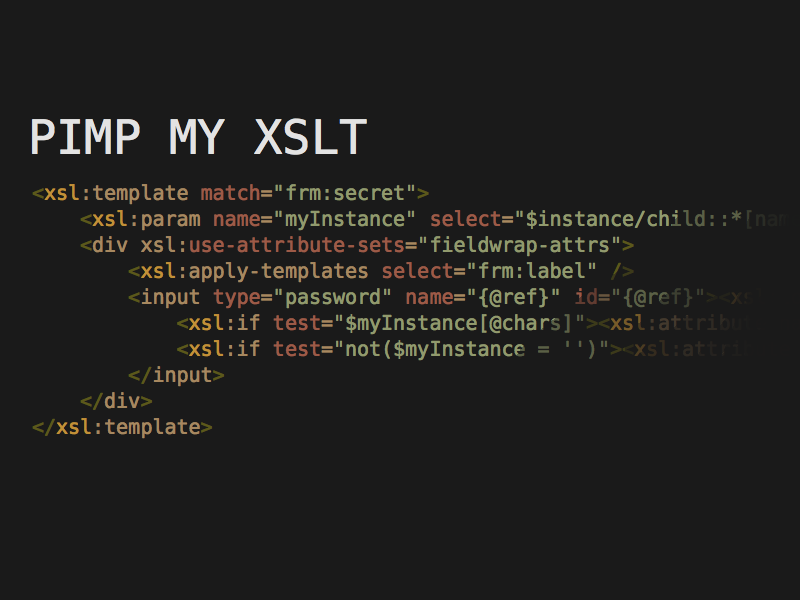 PIMP MY XSLT
<xsl:template match="frm:secret">
<xsl:param name="myInstance" select="$instance/child::*[nam
<div xsl:use-attribute-sets="fieldwrap-attrs">
<xsl:apply-templates select="frm:label" />
<input type="password" name="{@ref}" id="{@ref}"><xs
<xsl:if test="$myInstance[@chars]"><xsl:attribut
<xsl:if test="not($myInstance = '')"><xsl:attri
</input>
</div>
</xsl:template>